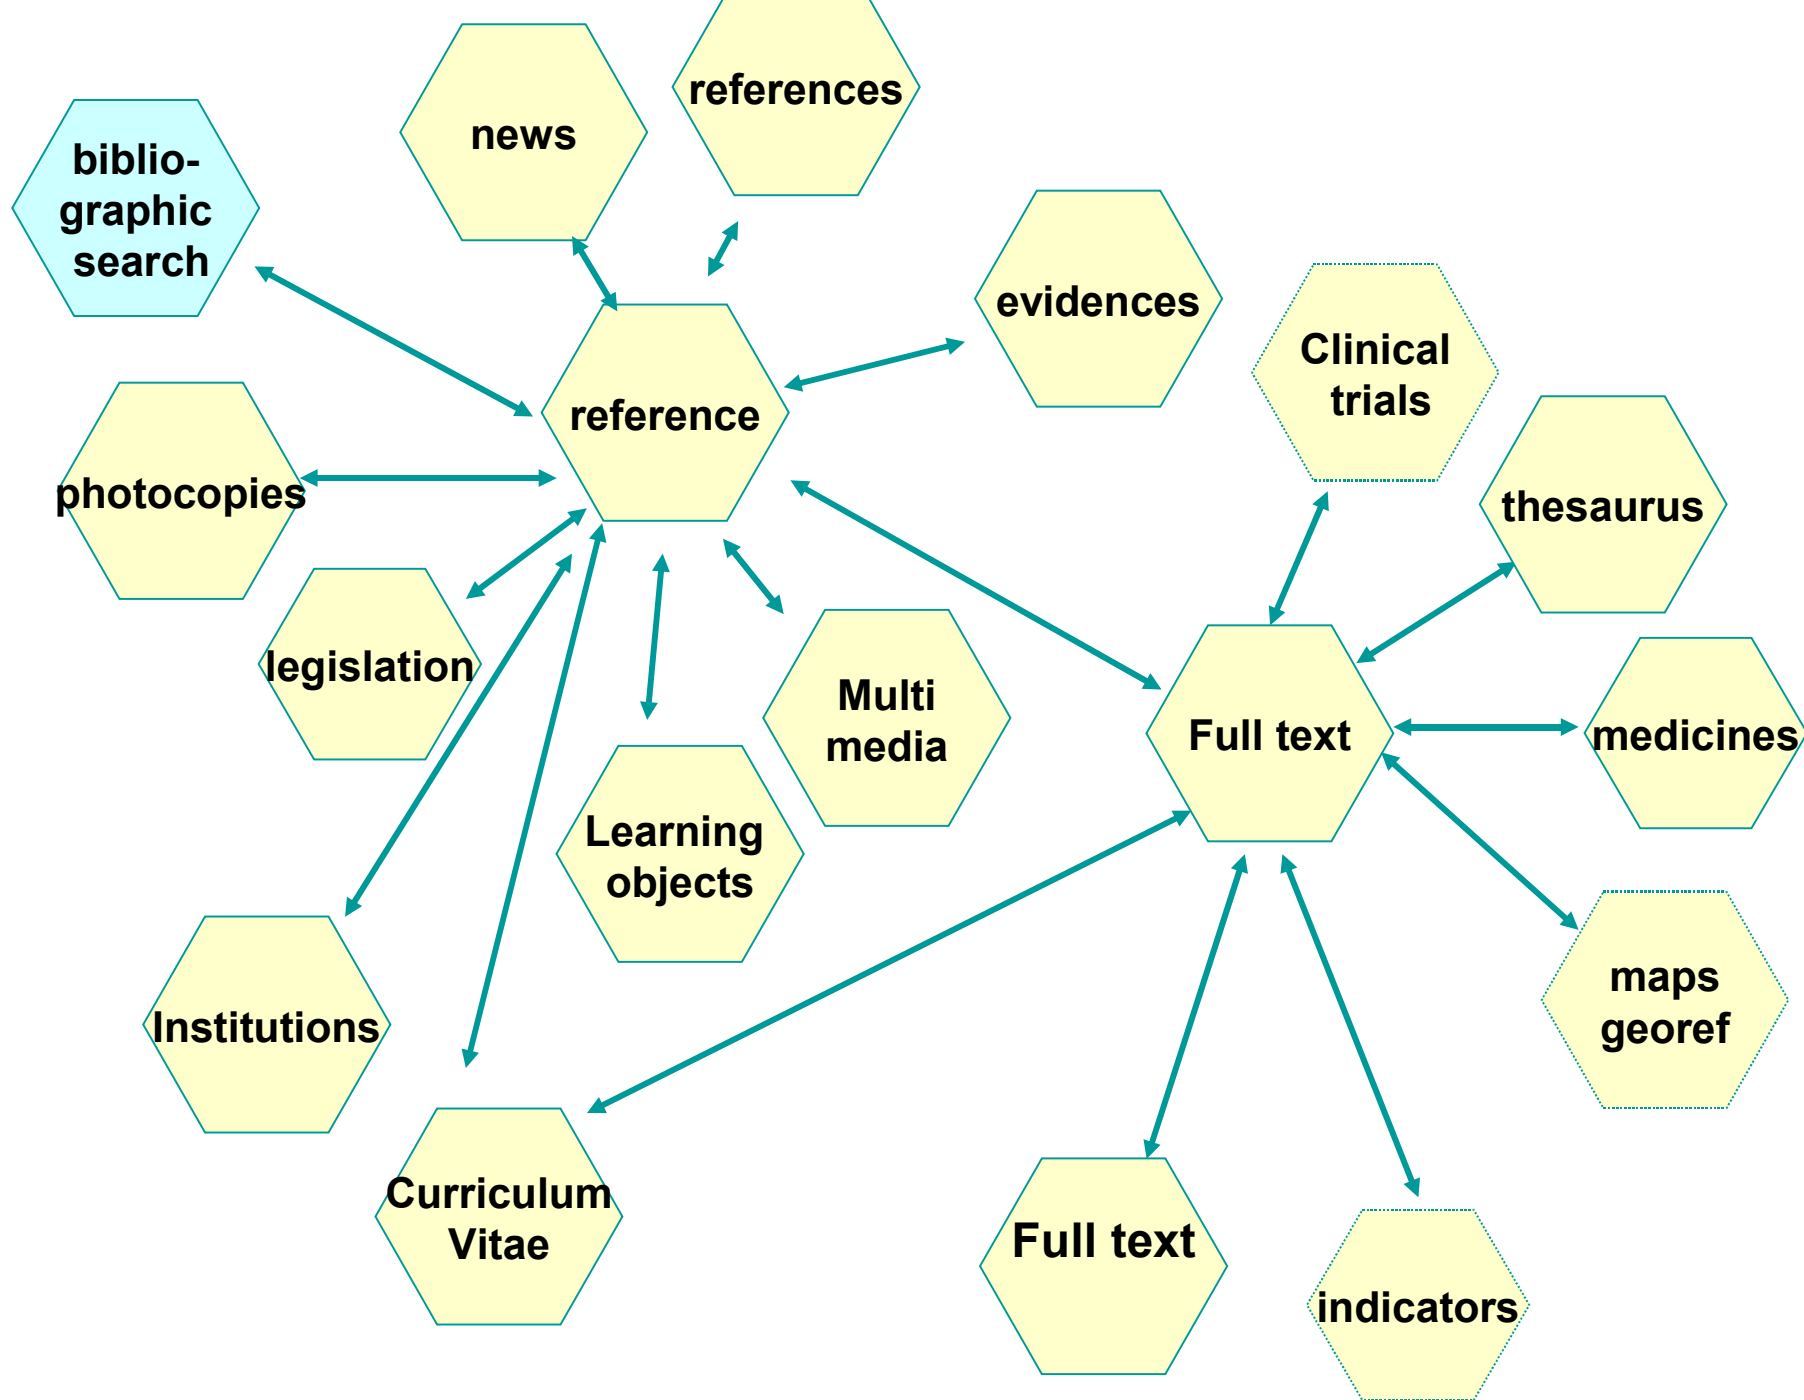 references
news
biblio-
graphic
search
evidences
Clinical
trials
reference
photocopies
thesaurus
legislation
Multi
media
Full text
medicines
Learning
objects
maps
georef
Institutions
Curriculum
Vitae
Full text
indicators